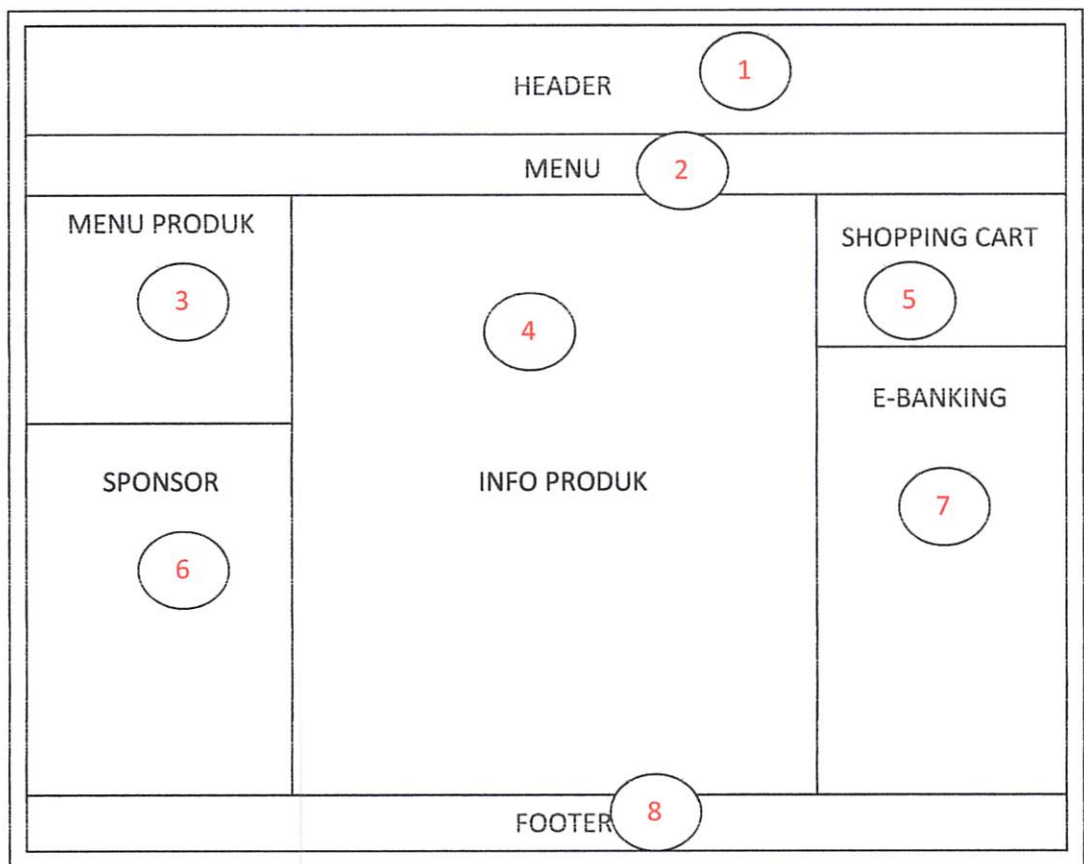 1
HEADER
MENU 2
MENU PRODUK
3
4
SHOPPING CART
5
E-BANKING
7
SPONSOR
6
INFO PRODUK
FOOTER 8